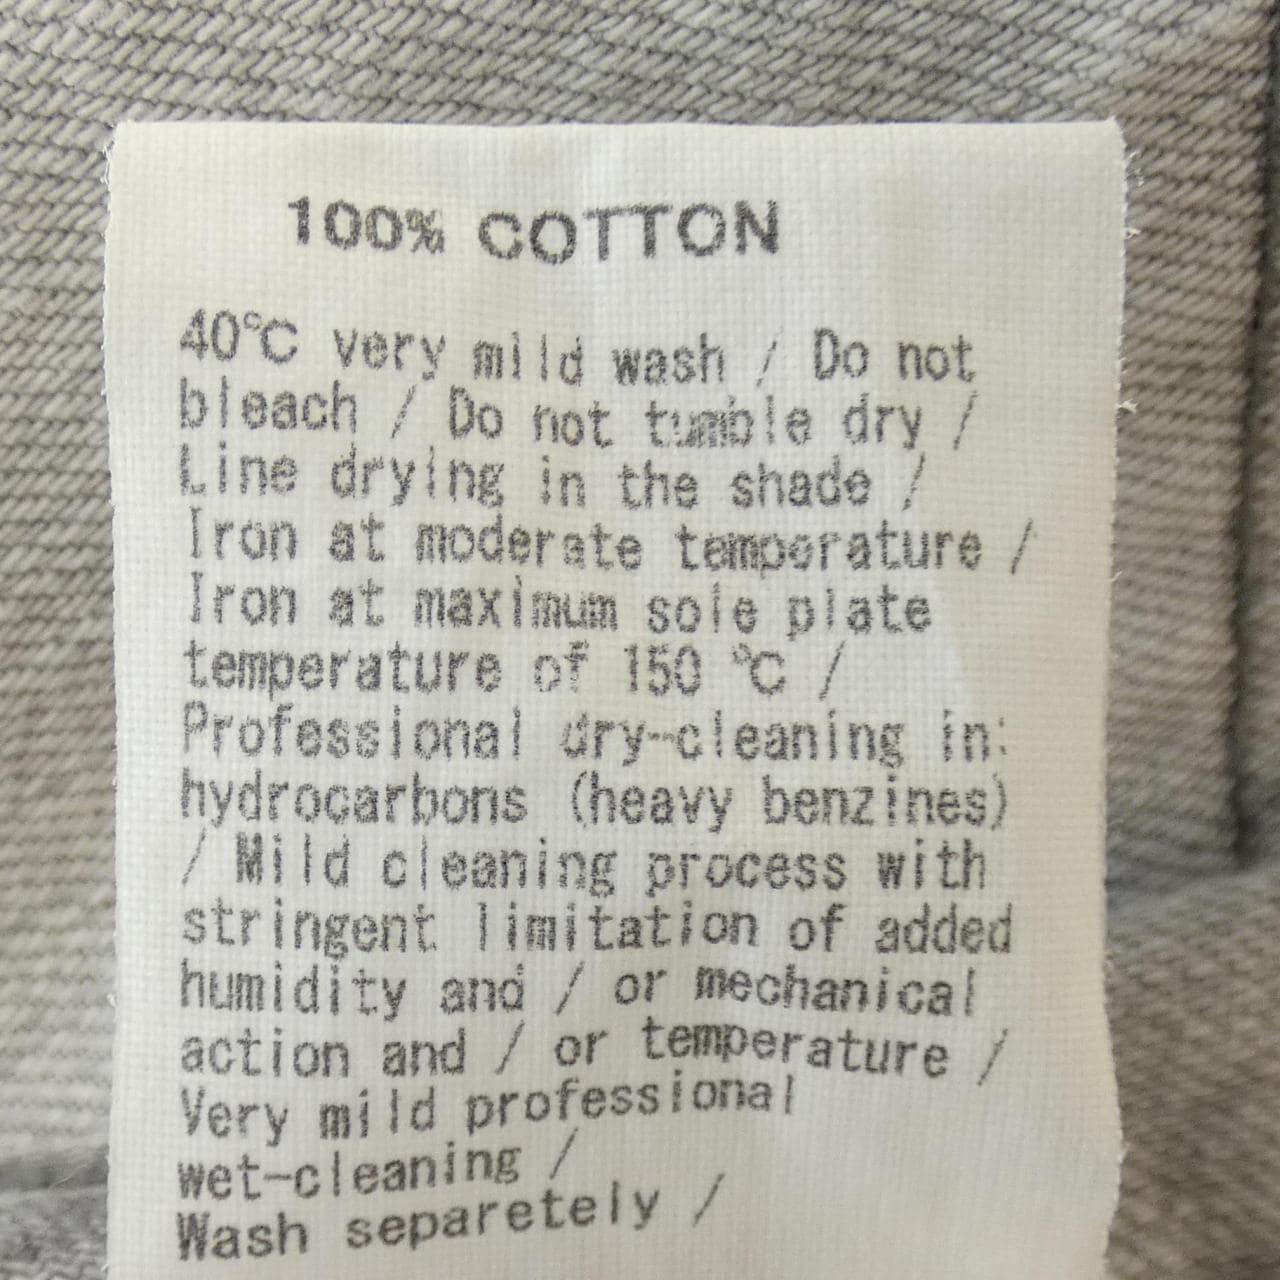 100% COTTON
40℃ very mild wash / Do not
bleach / Do not tumble dry /
Line drying in the shade /
Iron at moderate temperature /
Iron at maximum sole plate
temperature of 150 ℃ /
Professional dry-cleaning in:
hydrocarbons (heavy benzines)
/ Mild cleaning process with
stringent limitation of added
humidity and / or mechanical
action and / or temperature /
Very mild professional
wet-cleaning /
Wash separetely /